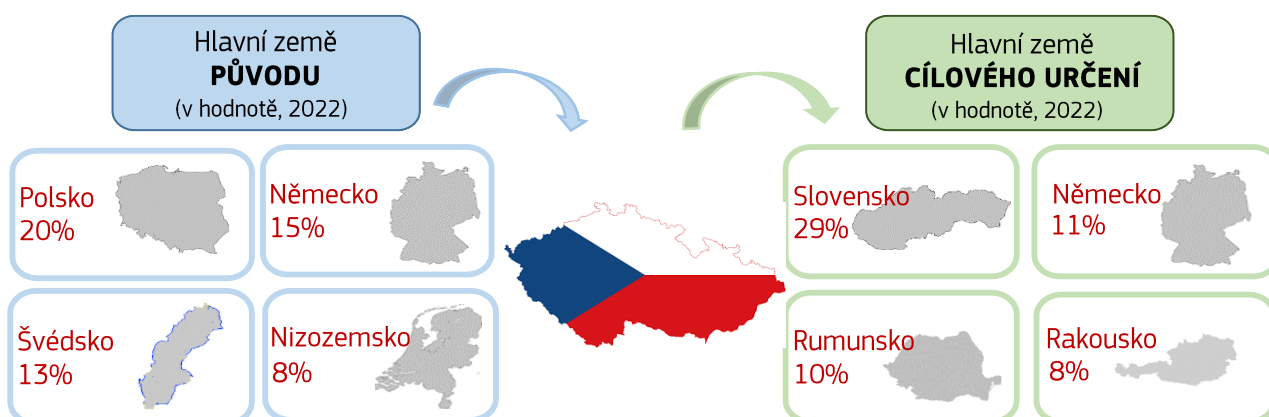 Hlavní země
PŮVODU
(v hodnotě, 2022)
Hlavní země
CÍLOVÉHO URČENÍ
(v hodnotě, 2022)
Polsko
20%
Německo
15%
Švédsko
13%
Nizozemsko
8%
Slovensko
29%
Německo
11%
Rumunsko
10%
Rakousko
8%